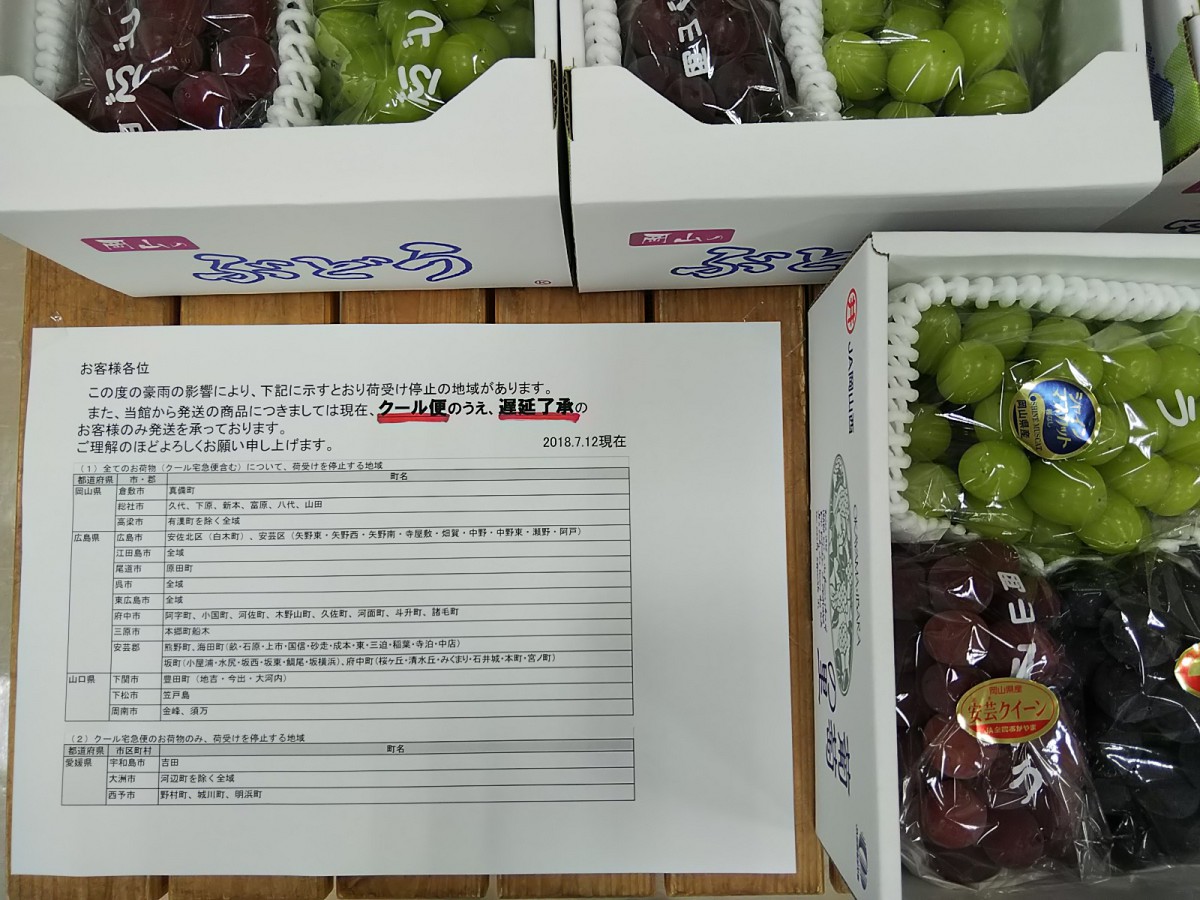 ぶどう
ぶど
お客様各位
この度の豪雨の影響により、下記に示すとおり荷受け停止の地域があります。
また、当館から発送の商品につきましては現在、クール便のうえ、遅延了承の
お客様のみ発送を承っております。
ご理解のほどよろしくお願い申し上げます。
2018.7.12現在
(1)全てのお荷物(クール宅急便含む)について、荷受けを停止する地域
都道府県 市・郡 町名
岡山県 倉敷市 真備町
総社市 久代、下原、新本、富原、八代、山田
高梁市 有漢町を除く全域
広島県 広島市 安佐北区(白木町)、安芸区(矢野東・矢野西・矢野南・寺屋敷・畑賀・中野・中野東・瀬野・阿戸)
江田島市 全域
尾道市 原田町
呉市 全域
東広島市 全域
府中市 阿字町、小国町、河佐町、木野山町、久佐町、河面町、斗升町、諸毛町
三原市 本郷町船木
安芸郡 熊野町、海田町(畝・石原・上市・国信・砂走・成本・東・三迫・稲葉・寺泊・中店)
坂町(小屋浦・水尻・坂西・坂東・鯛尾・坂横浜)、府中町(桜ヶ丘・清水丘・みくまり・石井城・本町・宮ノ町)
山口県 下関市 豊田町(地吉・今出・大河内)
下松市 笠戸島
周南市 金峰、須万
(2)クール宅急便のお荷物のみ、荷受けを停止する地域
都道府県 市区町村 町名
愛媛県 宇和島市 吉田
大洲市 河辺町を除く全域
西予市 野村町、城川町、明浜町
JA岡山西
シャイン
マスカット
SHINE MUSCAT
岡山県産
岡山県産
安芸クイーン
JA全農おかやま